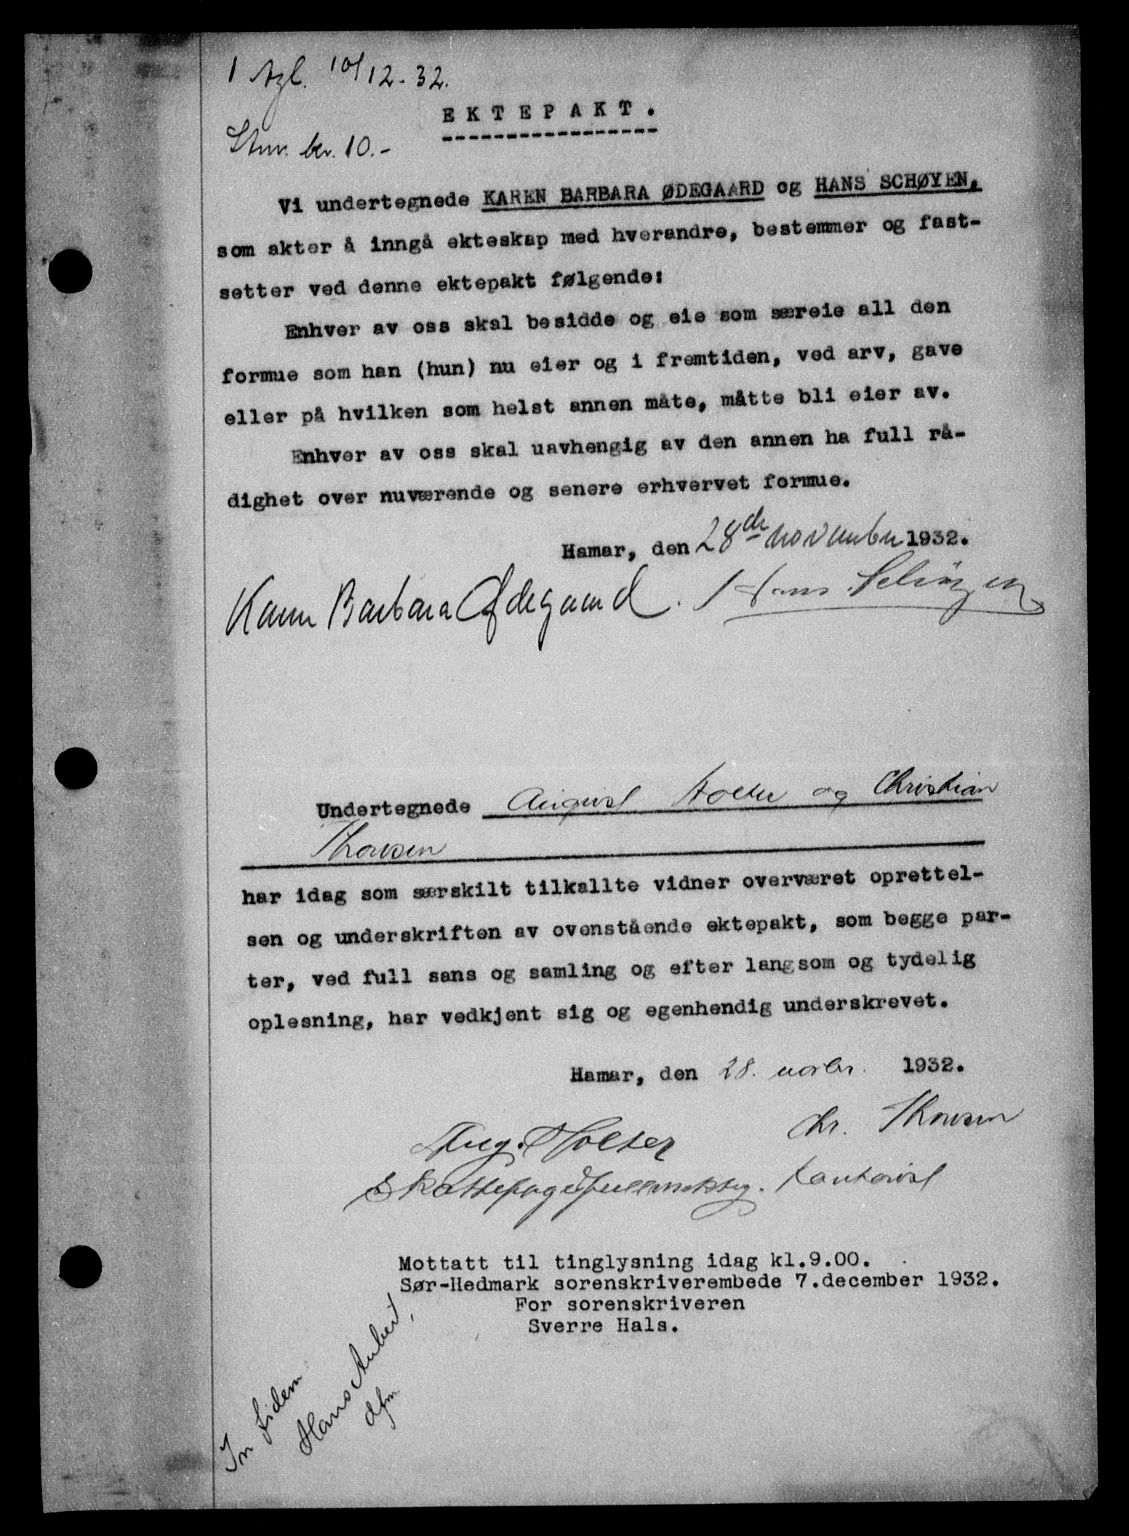 10/12-32.
EKTEPAKT.
kr. 10.-
Vi undertegnede KAREN BARBARA ØDEGAARD og HANS SCHØYEN,
som akter å inngå ekteskap med hverandre, bestemmer og fast-
setter ved denne ektepakt følgende:
Enhver av oss skal besidde og eie som særeie all den
formue som han (hun) nu eier og i fremtiden, ved arv, gave
eller på hvilken som helst annen måte, måtte bli eier av.
Enhver av oss skal uavhengig av den annen ha full rå-
dighet over nuværende og senere erhvervet formue.
Hamar, den 28de november 1932.
Karen Barbara Ødegaard. Hans Schøyen
Undertegnede August Holter og Christian
Thorsen
har idag som særskilt tilkallte vidner overværet oprettel-
sen og underskriften av ovenstående ektepakt, som begge par-
ter, ved full sans og samling og efter langsom og tydelig
oplesning, har vedkjent sig og egenhendig underskrevet.
Hamar, den 28. novbr. 1932.
Aug. Holter Chr. Thorsen
Skattefogedfullmektig. Kontorist
Mottatt til tinglysning idag kl.9.00.
Sør-Hedmark sorenskriverembede 7.december 1932.
For sorenskriveren
Sverre Hals.
In fidem
Hans Aubert,
dfm.